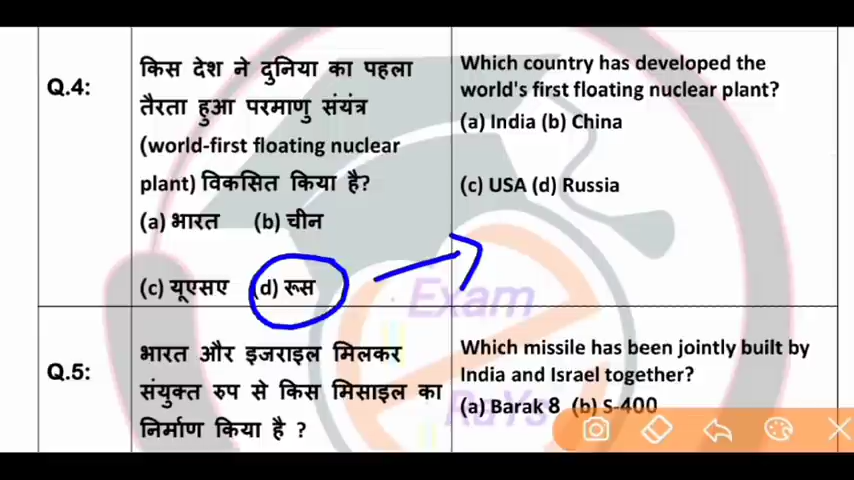 Q.4:
किस देश ने दुनिया का पहला
तैरता हुआ परमाणु संयंत्र
(world-first floating nuclear
plant) विकसित किया है?
(a) भारत (b) चीन
(c) यूएसए (d) रूस
Which country has developed the
world's first floating nuclear plant?
(a) India (b) China
(c) USA (d) Russia
Exam
Q.5:
भारत और इजराइल मिलकर
संयुक्त रुप से किस मिसाइल का
निर्माण किया है ?
Which missile has been jointly built by
India and Israel together?
(a) Barak 8 (b) S-400
RaYs